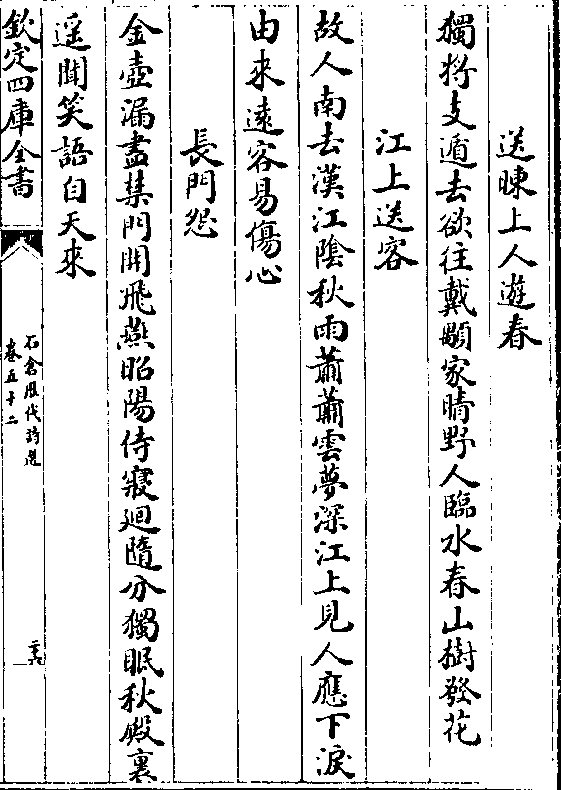 送暕上人遊春
獨將支遁去欲往戴顒家晴野人臨水春山樹發花
江上送客
故人南去漢江陰秋雨蕭蕭雲夢深江上見人應下淚
由来逺客易傷心
長門怨
金壺漏盡禁門開飛燕昭陽侍寢廻隨分獨眠秋殿裏
遥聞笑語自天來
欽定四庫全書
石倉歷代詩選
卷五十二